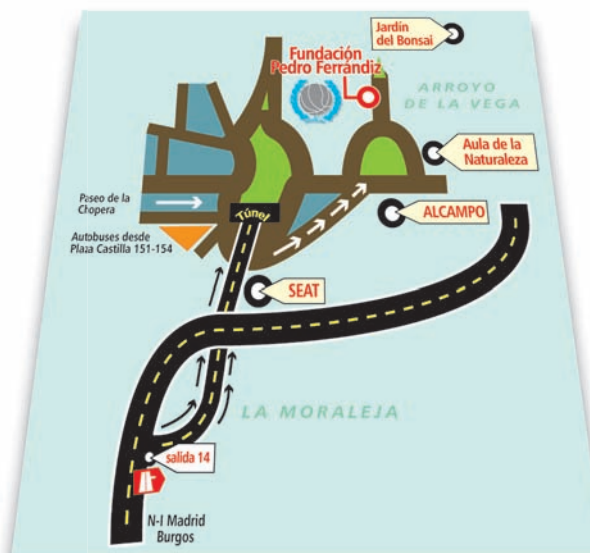 Jardín
del Bonsai
Fundación
Pedro Ferrándiz
ARROYO
DE LA VEGA
Aula de la
Naturaleza
Paseo de la
Chopera
Túnel
ALCAMPO
Autobuses desde
Plaza Castilla 151-154
SEAT
LA MORALEJA
salida 14
N-I Madrid
Burgos